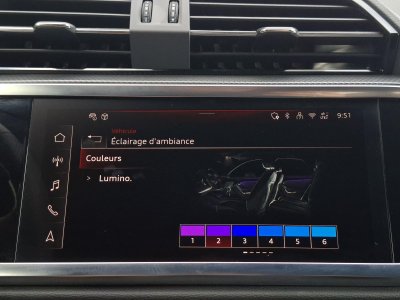 9:51
Véhicule
Éclairage d'ambiance
Couleurs
> Lumino.
1 2 3 4 5 6